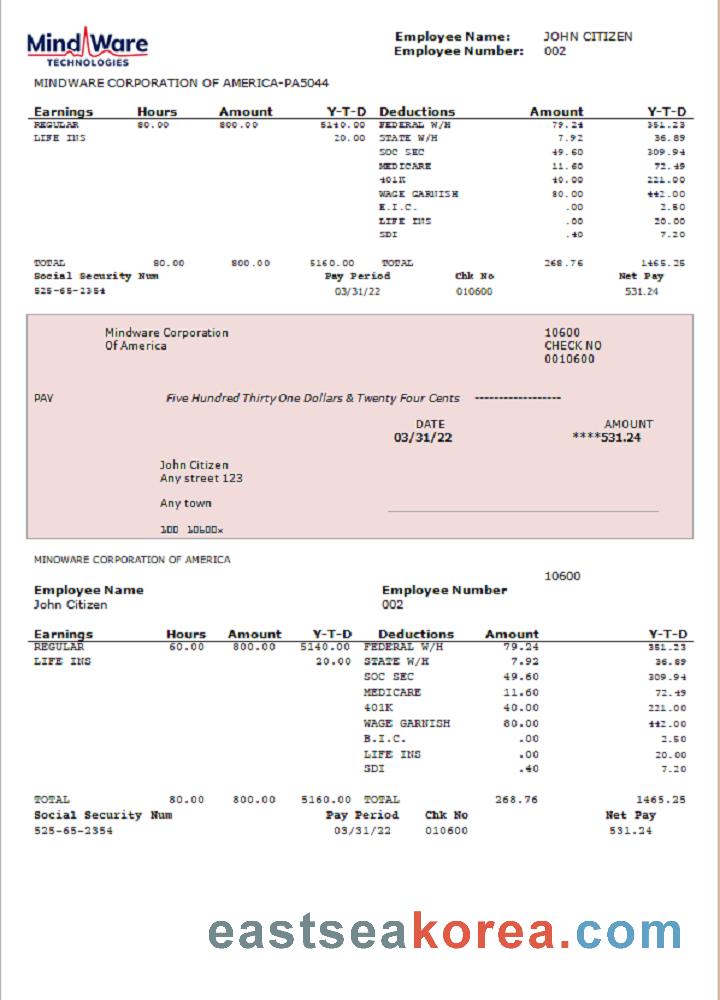 MindWare
TECHNOLOGIES
Employee Name: JOHN CITIZEN
Employee Number: 002
MINDWARE CORPORATION OF AMERICA-PA5044
Earnings Hours Amount Y-T-D Deductions Amount Y-T-D
REGULAR 80.00 800.00 5140.00 FEDERAL W/H 79.24 351.23
LIFE INS 20.00 STATE W/H 7.92 36.89
SOC SEC 49.60 309.94
MEDICARE 11.60 72.49
401K 40.00 221.00
WAGE GARNISH 80.00 442.00
E.I.C. .00 2.50
LIFE INS .00 20.00
SDI .40 7.20
TOTAL 80.00 800.00 5160.00 TOTAL 268.76 1465.25
Social Security Num Pay Period Chk No Net Pay
525-65-2354 03/31/22 010600 531.24
Mindware Corporation 10600
Of America CHECK NO
0010600
PAY Five Hundred Thirty One Dollars & Twenty Four Cents ------------------
DATE AMOUNT
03/31/22 ****531.24
John Citizen
Any street 123
Any town
100 10600x
MINOWARE CORPORATION OF AMERICA
10600
Employee Name Employee Number
John Citizen 002
Earnings Hours Amount Y-T-D Deductions Amount Y-T-D
REGULAR 60.00 800.00 5140.00 FEDERAL W/H 79.24 351.23
LIFE INS 20.00 STATE W/H 7.92 36.89
SOC SEC 49.60 309.94
MEDICARE 11.60 72.49
401K 40.00 221.00
WAGE GARNISH 80.00 442.00
B.I.C. .00 2.50
LIFE INS .00 20.00
SDI .40 7.20
TOTAL 80.00 800.00 5160.00 TOTAL 268.76 1465.25
Social Security Num Pay Period Chk No Net Pay
525-65-2354 03/31/22 010600 531.24
eastseakorea.com